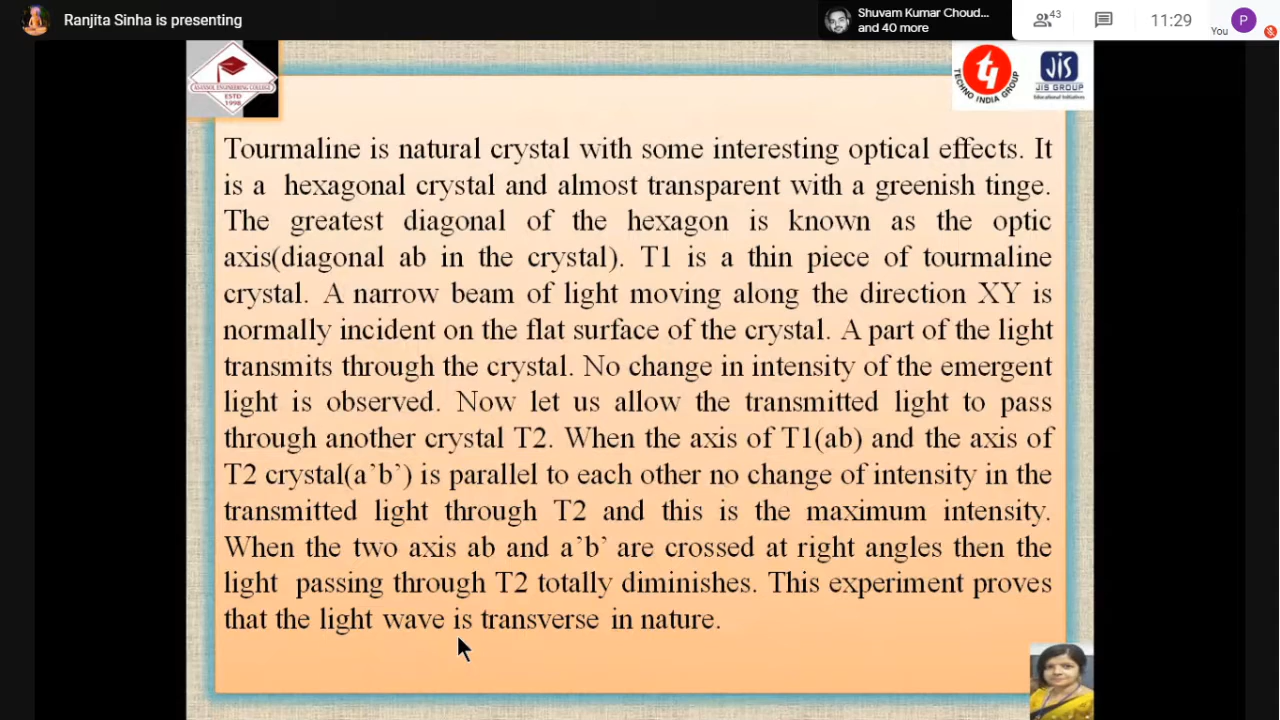 Ranjita Sinha is presenting
Shuvam Kumar Choud...
and 40 more
43
11:29
You
P
ASANSOL ENGINEERING COLLEGE
ESTD
1998
TECHNO INDIA GROUP
JIS
JIS GROUP
Educational Initiatives
Tourmaline is natural crystal with some interesting optical effects. It
is a hexagonal crystal and almost transparent with a greenish tinge.
The greatest diagonal of the hexagon is known as the optic
axis(diagonal ab in the crystal). T1 is a thin piece of tourmaline
crystal. A narrow beam of light moving along the direction XY is
normally incident on the flat surface of the crystal. A part of the light
transmits through the crystal. No change in intensity of the emergent
light is observed. Now let us allow the transmitted light to pass
through another crystal T2. When the axis of T1(ab) and the axis of
T2 crystal(a’b’) is parallel to each other no change of intensity in the
transmitted light through T2 and this is the maximum intensity.
When the two axis ab and a’b’ are crossed at right angles then the
light passing through T2 totally diminishes. This experiment proves
that the light wave is transverse in nature.